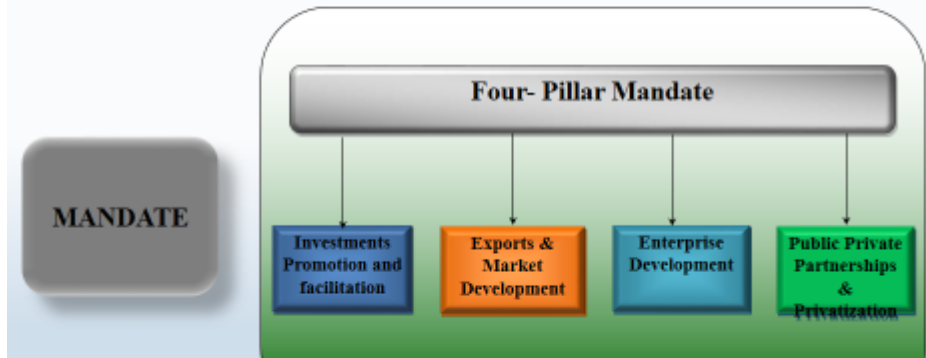 Four- Pillar Mandate
MANDATE
Investments
Promotion and
facilitation
Exports &
Market
Development
Enterprise
Development
Public Private
Partnerships
&
Privatization